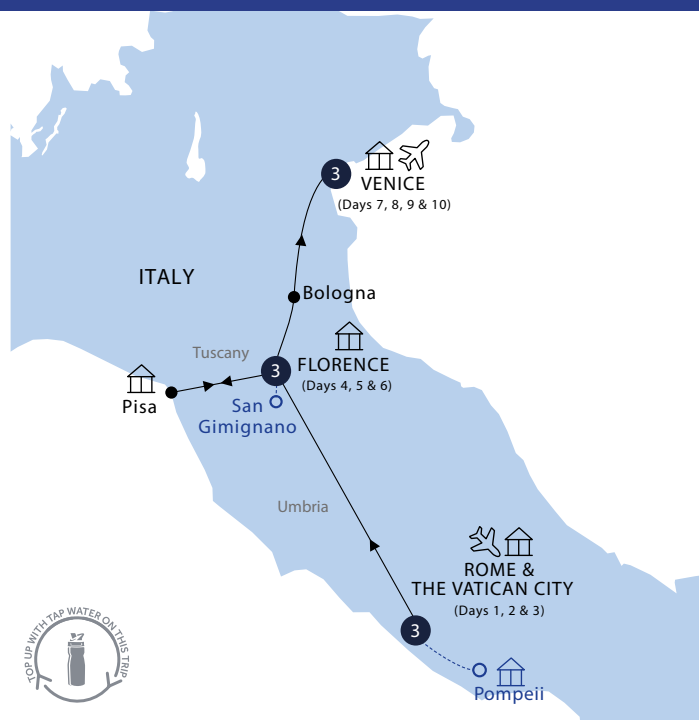 3
VENICE
(Days 7, 8, 9 & 10)
ITALY
Bologna
Tuscany
3
FLORENCE
(Days 4, 5 & 6)
Pisa
San
Gimignano
Umbria
ROME &
THE VATICAN CITY
(Days 1, 2 & 3)
3
Pompeii
TOP UP WITH TAP WATER ON THIS TRIP